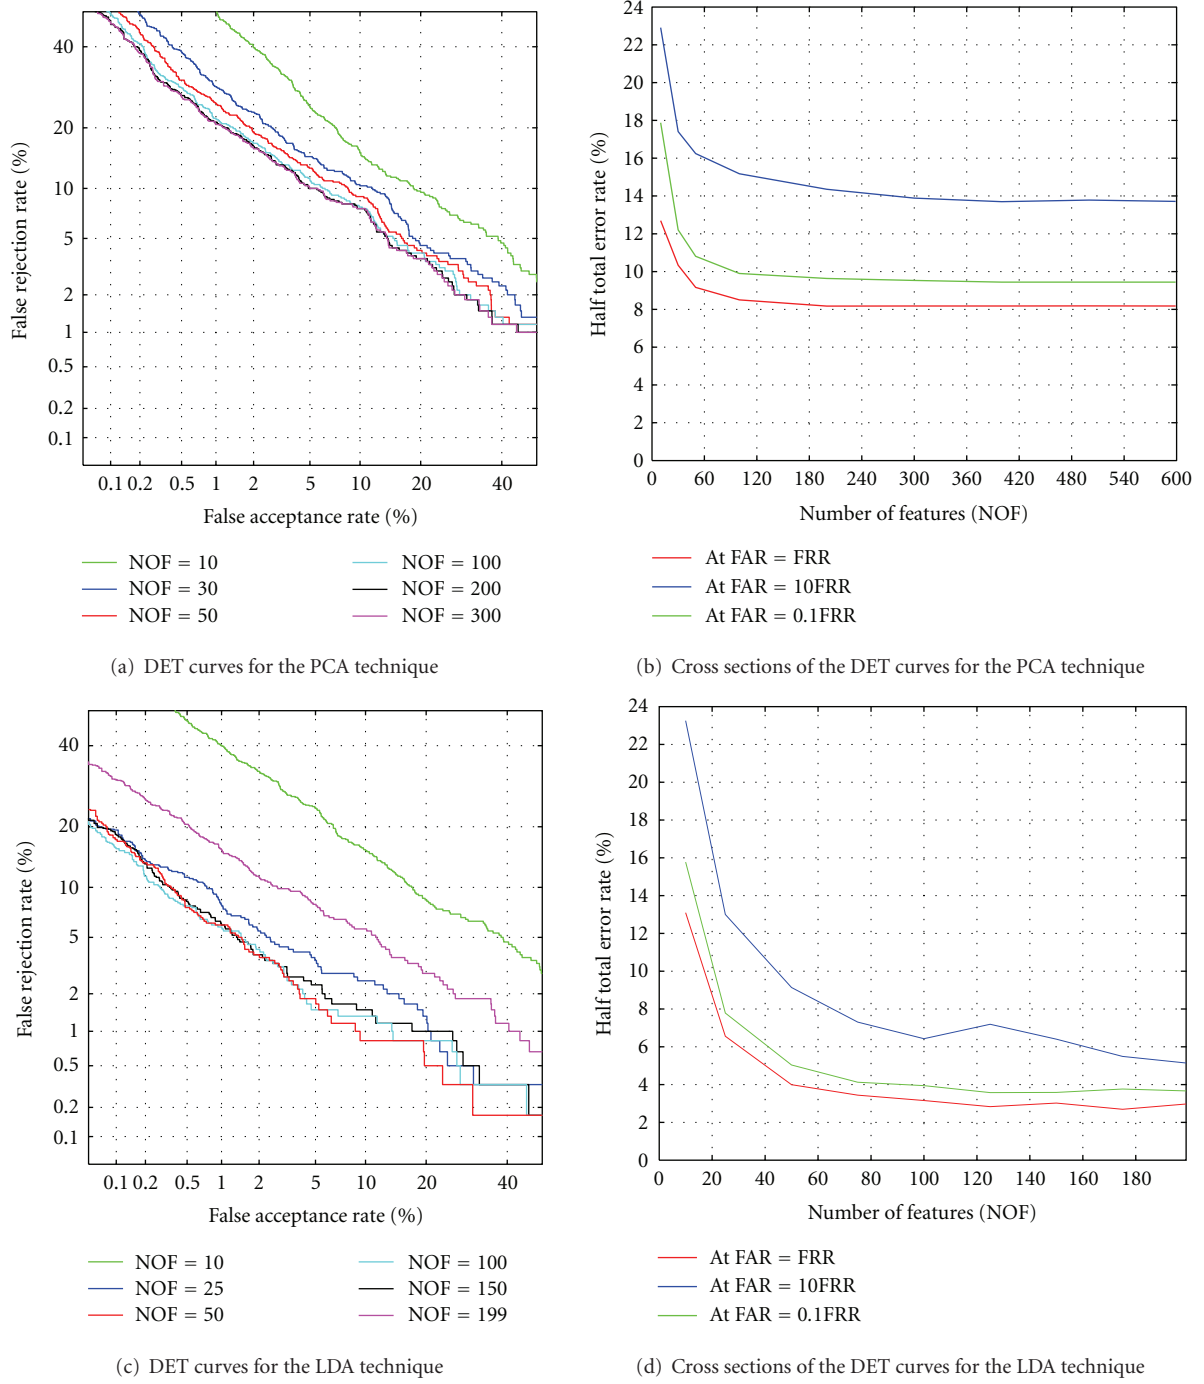 40
20
10
5
2
1
0.5
0.2
0.1
False rejection rate (%)
0.1 0.2 0.5 1 2 5 10 20 40
False acceptance rate (%)
NOF = 10
NOF = 30
NOF = 50
NOF = 100
NOF = 200
NOF = 300
(a) DET curves for the PCA technique
24
22
20
18
16
14
12
10
8
6
4
2
0
Half total error rate (%)
0 60 120 180 240 300 360 420 480 540 600
Number of features (NOF)
At FAR = FRR
At FAR = 10FRR
At FAR = 0.1FRR
(b) Cross sections of the DET curves for the PCA technique
40
20
10
5
2
1
0.5
0.2
0.1
False rejection rate (%)
0.1 0.2 0.5 1 2 5 10 20 40
False acceptance rate (%)
NOF = 10
NOF = 25
NOF = 50
NOF = 100
NOF = 150
NOF = 199
(c) DET curves for the LDA technique
24
22
20
18
16
14
12
10
8
6
4
2
0
Half total error rate (%)
0 20 40 60 80 100 120 140 160 180
Number of features (NOF)
At FAR = FRR
At FAR = 10FRR
At FAR = 0.1FRR
(d) Cross sections of the DET curves for the LDA technique